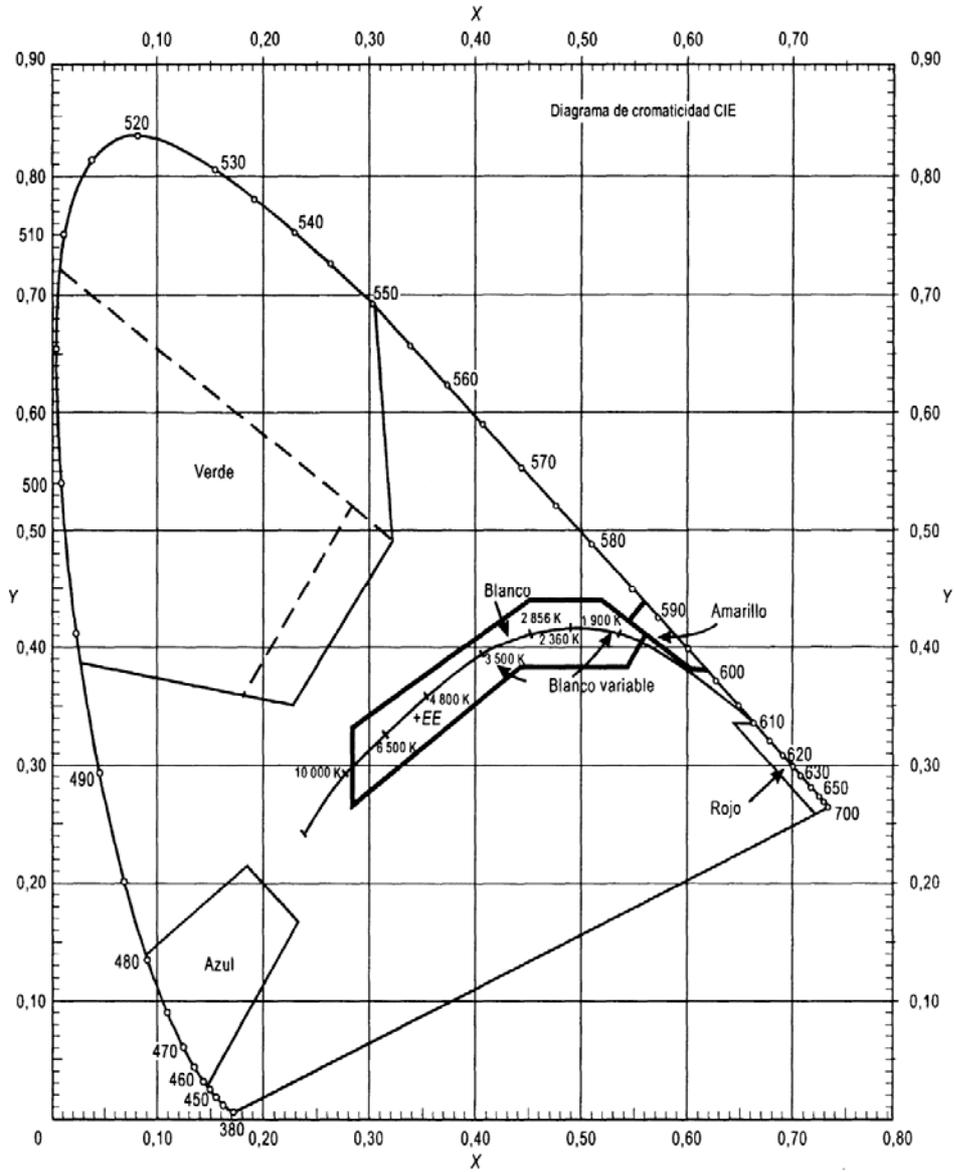 X
0,10 0,20 0,30 0,40 0,50 0,60 0,70
0,90 0,90
Diagrama de cromaticidad CIE
520
530
0,80 0,80
540
510
0,70 550 0,70
560
0,60 0,60
570
Verde
500
580
0,50 0,50
Y Blanco 590 Amarillo Y
2 856 K 1 900 K
2 360 K
0,40 0,40
3 500 K 600
4 800 K Blanco variable
+EE 610
6 500 K
620
10 000 K
0,30 630 0,30
490 650
Rojo 700
0,20 0,20
480 Azul
0,10 0,10
470
460
450
380
0 0,10 0,20 0,30 0,40 0,50 0,60 0,70 0,80
X